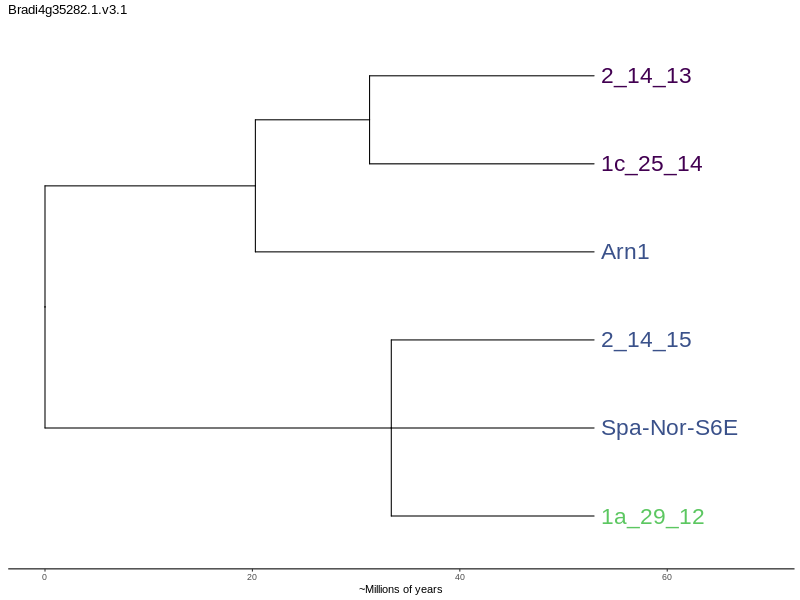 Bradi4g35282.1.v3.1
2_14_13
1c_25_14
Arn1
2_14_15
Spa-Nor-S6E
1a_29_12
0 20 40 60
~Millions of years